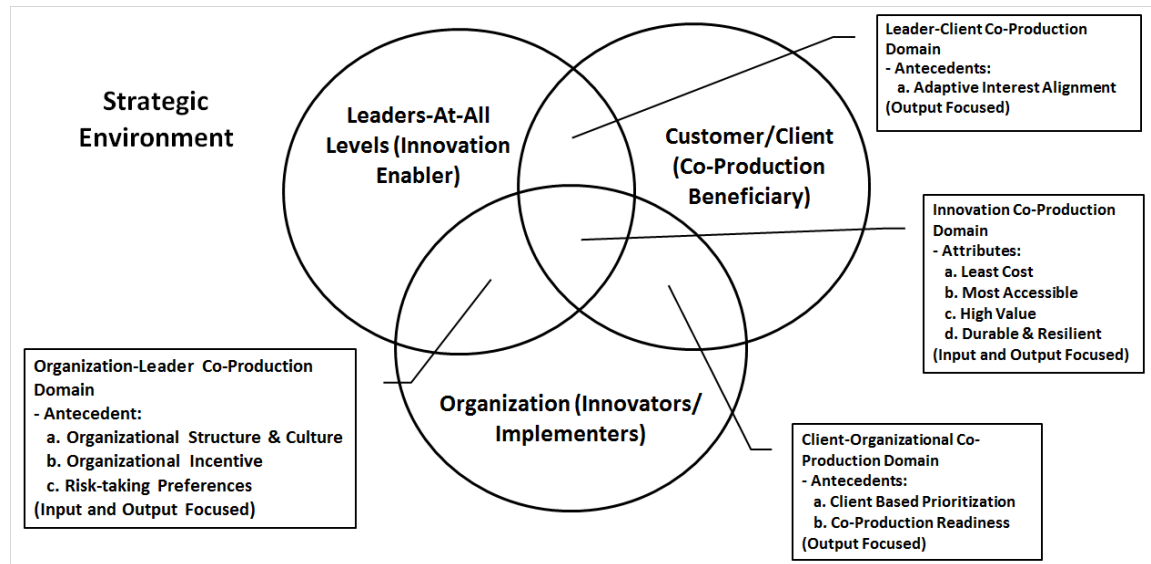 Strategic
Environment
Leaders-At-All
Levels (Innovation
Enabler)
Customer/Client
(Co-Production
Beneficiary)
Organization (Innovators/
Implementers)
Leader-Client Co-Production
Domain
- Antecedents:
a. Adaptive Interest Alignment
(Output Focused)
Innovation Co-Production
Domain
- Attributes:
a. Least Cost
b. Most Accessible
c. High Value
d. Durable & Resilient
(Input and Output Focused)
Organization-Leader Co-Production
Domain
- Antecedent:
a. Organizational Structure & Culture
b. Organizational Incentive
c. Risk-taking Preferences
(Input and Output Focused)
Client-Organizational Co-
Production Domain
- Antecedents:
a. Client Based Prioritization
b. Co-Production Readiness
(Output Focused)